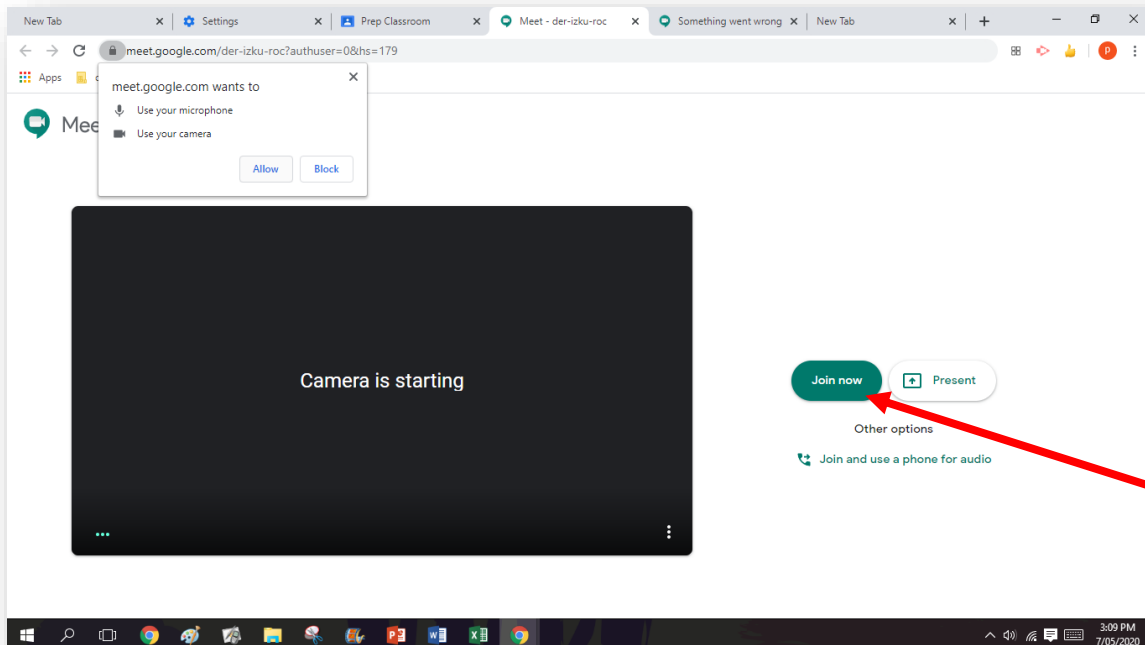 New Tab
Settings
Prep Classroom
Meet - der-izku-roc
Something went wrong
New Tab
meet.google.com/der-izku-roc?authuser=0&hs=179
P
Apps
meet.google.com wants to
Use your microphone
Use your camera
Allow
Block
Mee
Camera is starting
Join now
Present
Other options
Join and use a phone for audio
3:09 PM
7/05/2020